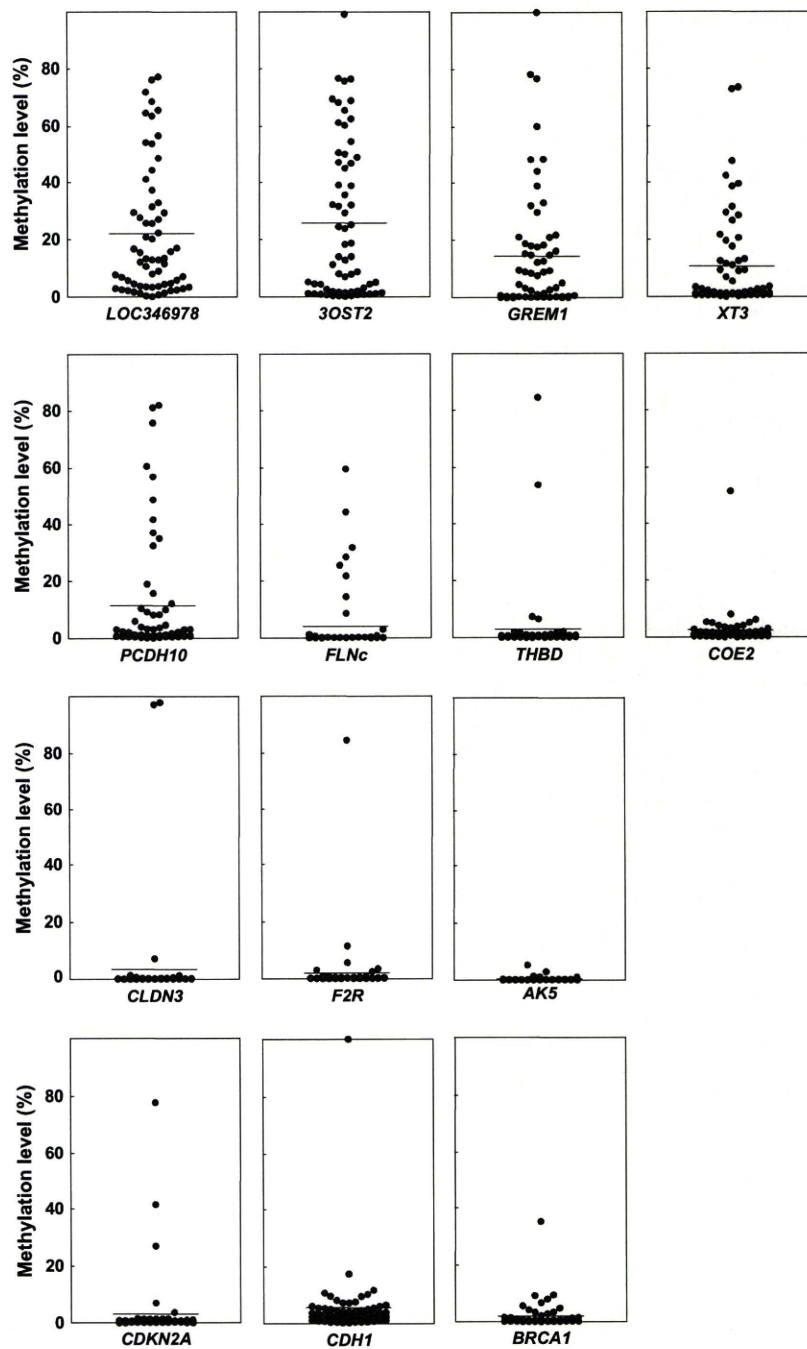 Methylation level (%)
80
60
40
20
0
LOC346978
3OST2
GREM1
XT3
Methylation level (%)
80
60
40
20
0
PCDH10
FLNc
THBD
COE2
Methylation level (%)
80
60
40
20
0
CLDN3
F2R
AK5
Methylation level (%)
80
60
40
20
0
CDKN2A
CDH1
BRCA1